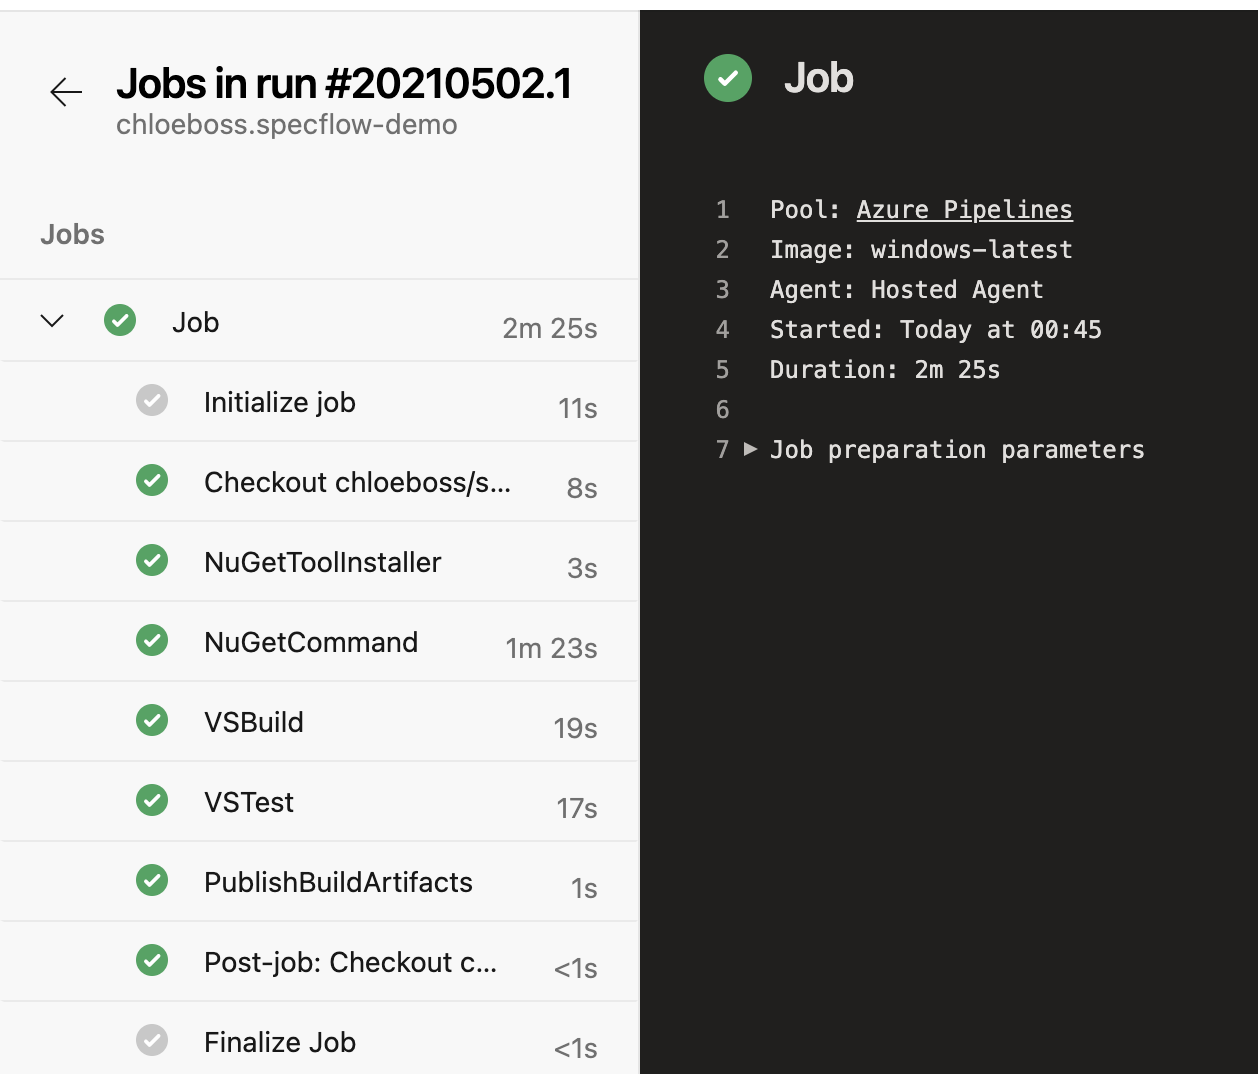 Jobs in run #20210502.1
chloeboss.specflow-demo
Jobs
Job 2m 25s
Initialize job 11s
Checkout chloeboss/s... 8s
NuGetToolInstaller 3s
NuGetCommand 1m 23s
VSBuild 19s
VSTest 17s
PublishBuildArtifacts 1s
Post-job: Checkout c... <1s
Finalize Job <1s
Job
1 Pool: Azure Pipelines
2 Image: windows-latest
3 Agent: Hosted Agent
4 Started: Today at 00:45
5 Duration: 2m 25s
6
7 Job preparation parameters